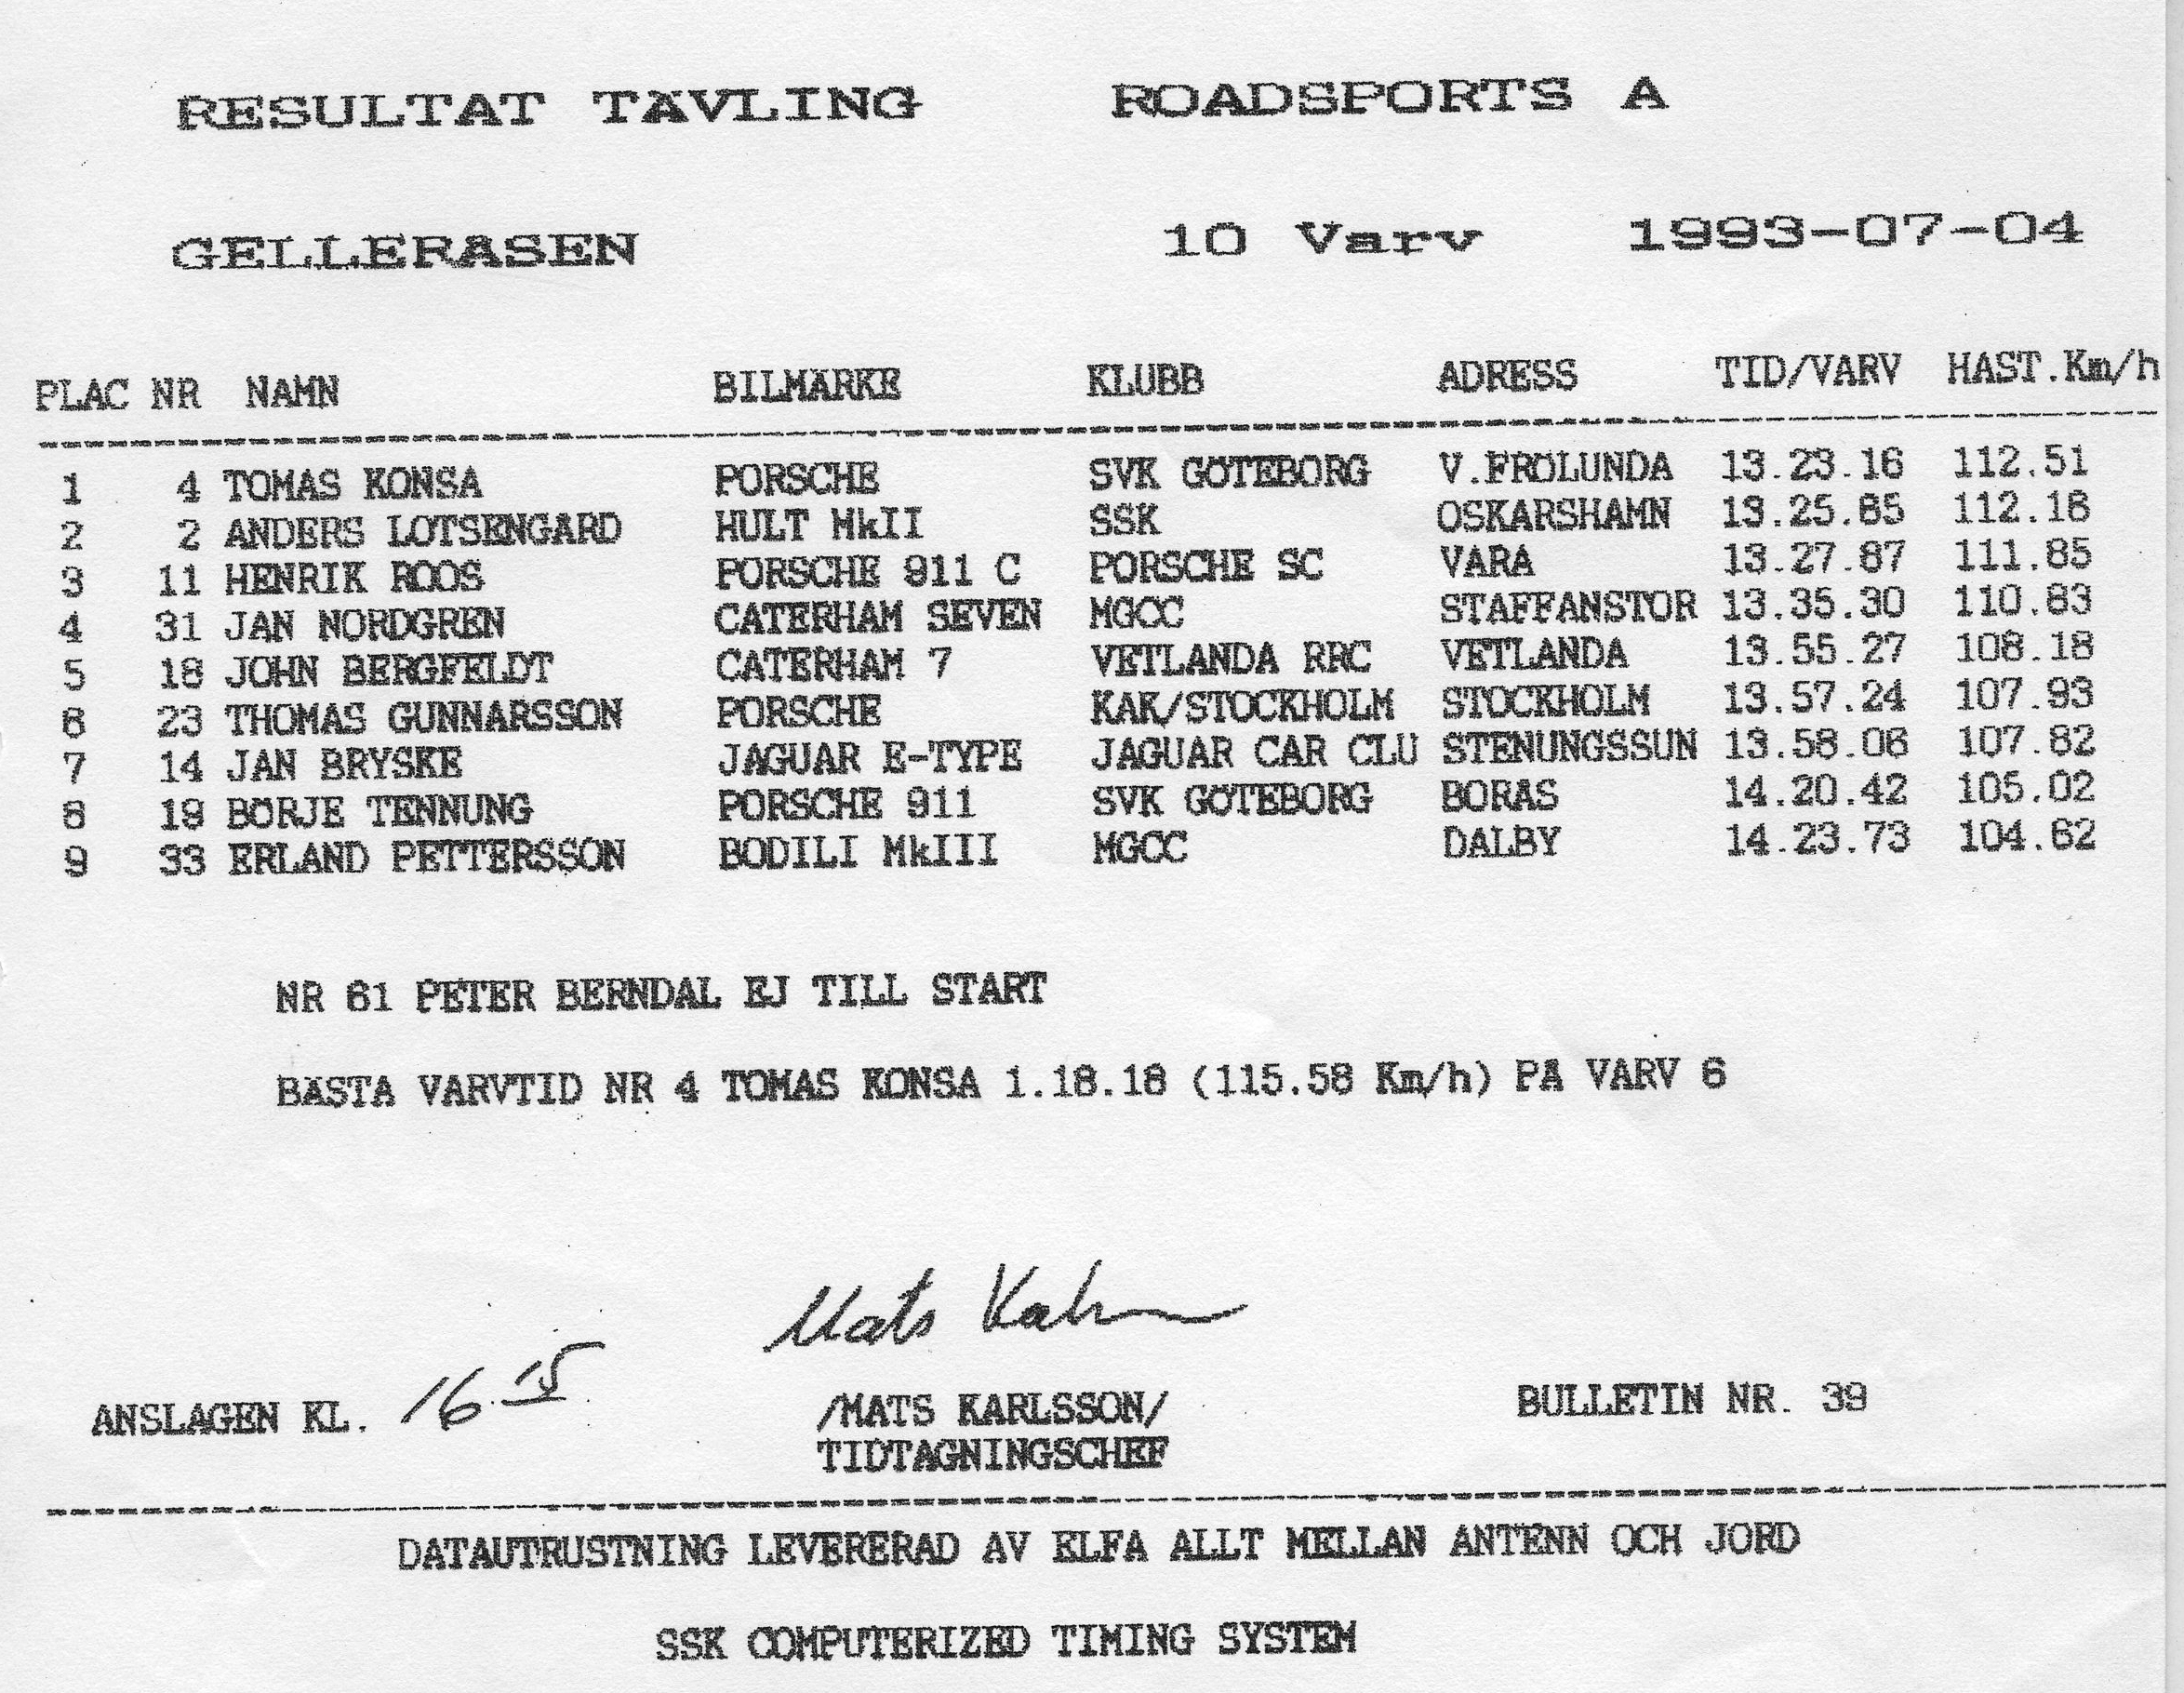 RESULTAT TÄVLING ROADSPORTS A
GELLERÅSEN 10 Varv 1993-07-04
PLAC NR NAMN BILMÄRKE KLUBB ADRESS TID/VARV HAST.Km/h
1 4 TOMAS KONSA PORSCHE SVK GÖTEBORG V.FRÖLUNDA 13.23.16 112.51
2 2 ANDERS LOTSENGÅRD HULT MkII SSK OSKARSHAMN 13.25.65 112.16
3 11 HENRIK ROOS PORSCHE 911 C PORSCHE SC VARA 13.27.87 111.85
4 31 JAN NORDGREN CATERHAM SEVEN MGCC STAFFANSTOR 13.35.30 110.83
5 18 JOHN BERGFELDT CATERHAM 7 VETLANDA RRC VETLANDA 13.55.27 108.18
6 23 THOMAS GUNNARSSON PORSCHE KAK/STOCKHOLM STOCKHOLM 13.57.24 107.93
7 14 JAN BRYSKE JAGUAR E-TYPE JAGUAR CAR CLU STENUNGSSUN 13.58.06 107.82
8 19 BÖRJE TENNUNG PORSCHE 911 SVK GÖTEBORG BORÅS 14.20.42 105.02
9 33 ERLAND PETTERSSON BODILI MkIII MGCC DALBY 14.23.73 104.62
NR 61 PETER BERNDAL EJ TILL START
BÄSTA VARVTID NR 4 TOMAS KONSA 1.18.18 (115.58 Km/h) PÅ VARV 6
Mats Karlsson
ANSLAGEN KL. 16.15 /MATS KARLSSON/ BULLETIN NR. 39
TIDTAGNINGSCHEF
DATAUTRUSTNING LEVERERAD AV ELFA ALLT MELLAN ANTENN OCH JORD
SSK COMPUTERIZED TIMING SYSTEM